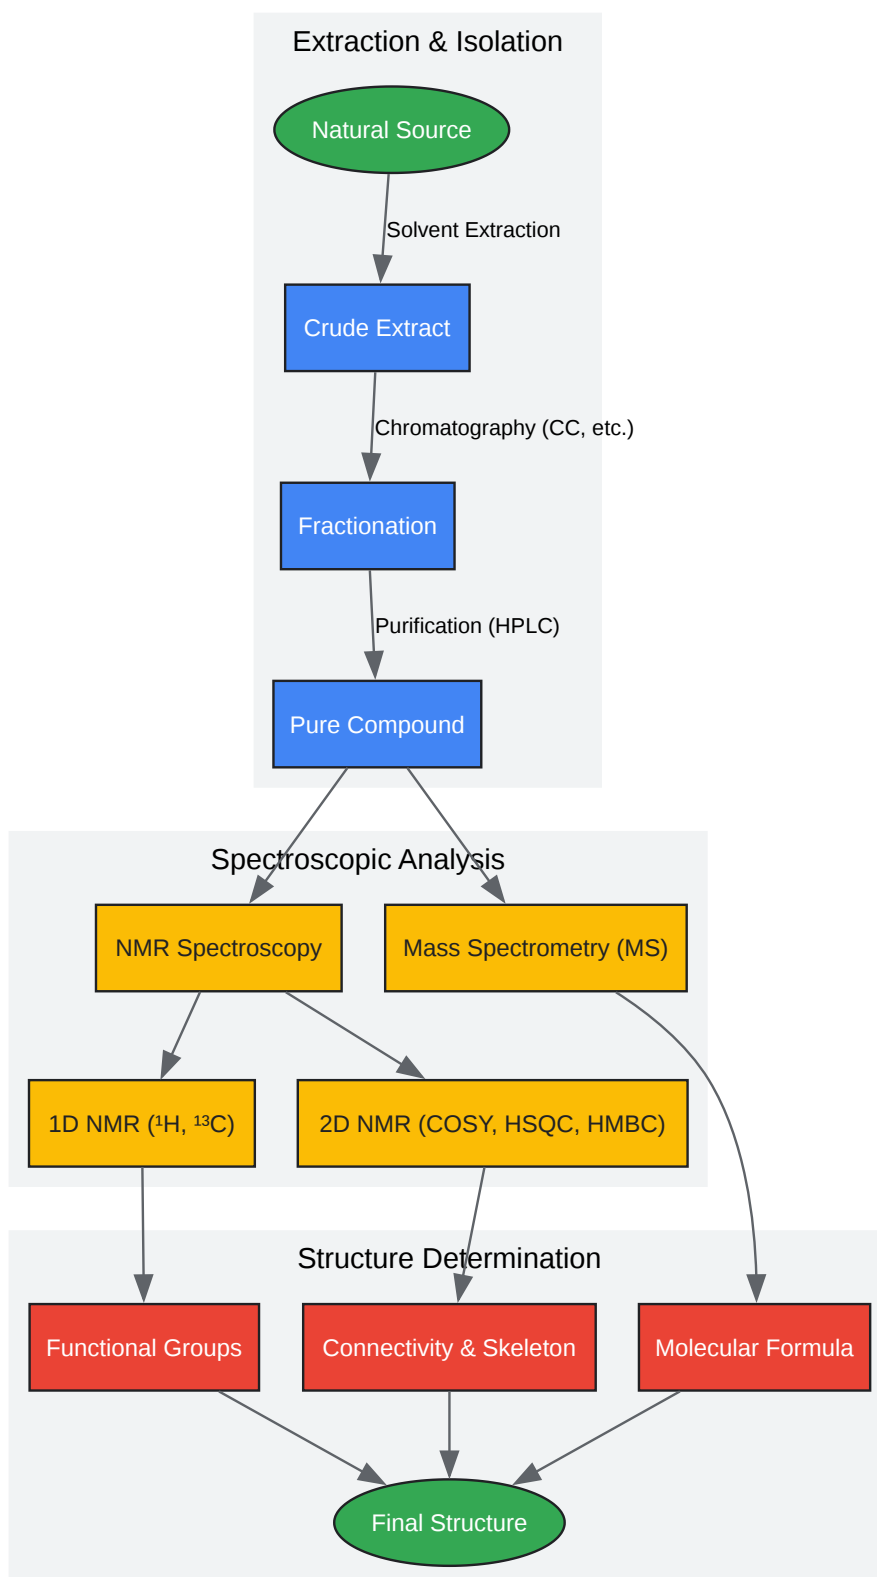 Extraction & Isolation
Natural Source
Solvent Extraction
Crude Extract
Chromatography (CC, etc.)
Fractionation
Purification (HPLC)
Pure Compound
Spectroscopic Analysis
NMR Spectroscopy
Mass Spectrometry (MS)
1D NMR (¹H, ¹³C)
2D NMR (COSY, HSQC, HMBC)
Structure Determination
Functional Groups
Connectivity & Skeleton
Molecular Formula
Final Structure